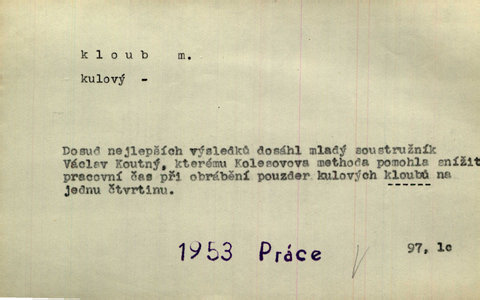 kloub m.
kulový -
Dosud nejlepších výsledků dosáhl mladý soustružník
Václav Koutný, kterému Kolesovova methoda pomohla snížit
pracovní čas při obrábění pouzder kulových kloubů na
jednu čtvrtinu.
1953 Práce
97, 1c